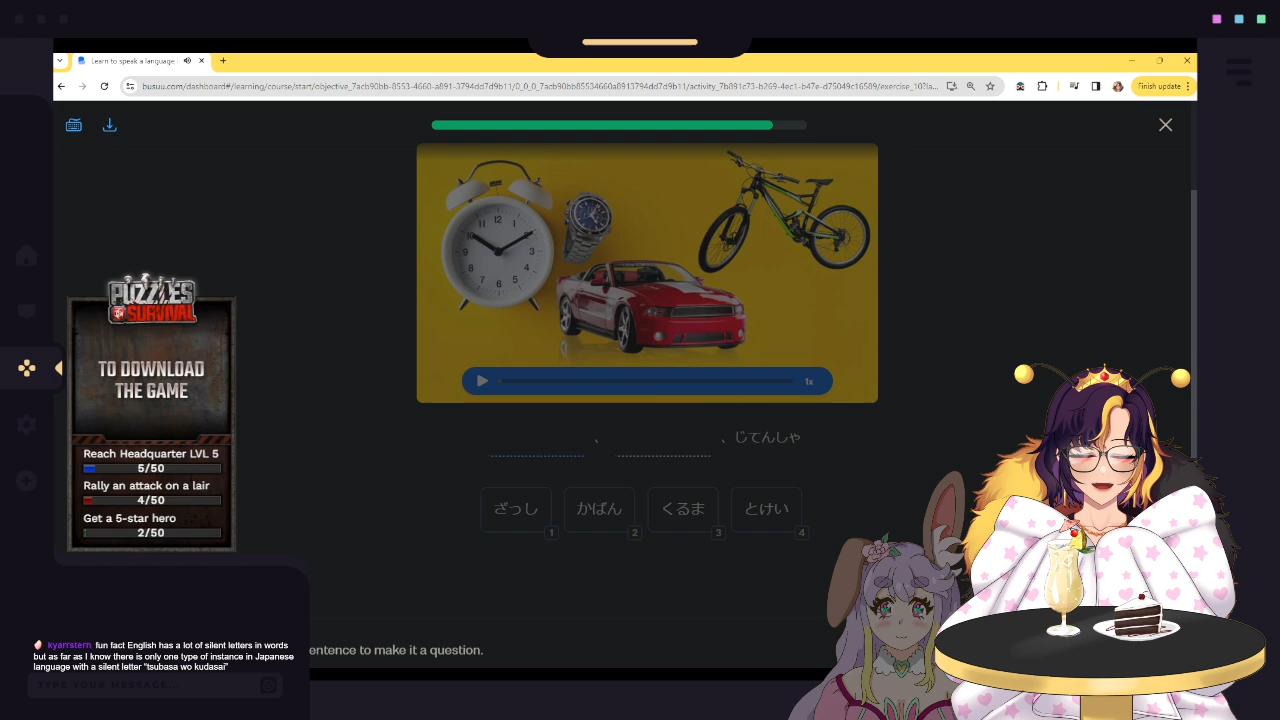 Learn to speak a language
busuu.com/dashboard#/learning/course/start/objective_7acb90bb-8553-4660-a891-3794dd7d9b11/0_0_0_7acb90bb85534660a8913794dd7d9b11/activity_7b891c73-b269-4ec1-b47e-d75049c16589/exercise_10?la...
Finish update
12
1x
、 、じてんしゃ
ざっし
かばん
くるま
とけい
1
2
3
4
PUZZLES
SURVIVAL
TO DOWNLOAD
THE GAME
Reach Headquarter LVL 5
5/50
Rally an attack on a lair
4/50
Get a 5-star hero
2/50
kyarrstern fun fact English has a lot of silent letters in words
but as far as I know there is only one type of instance in Japanese
language with a silent letter "tsubasa wo kudasai"
TYPE YOUR MESSAGE...
entence to make it a question.